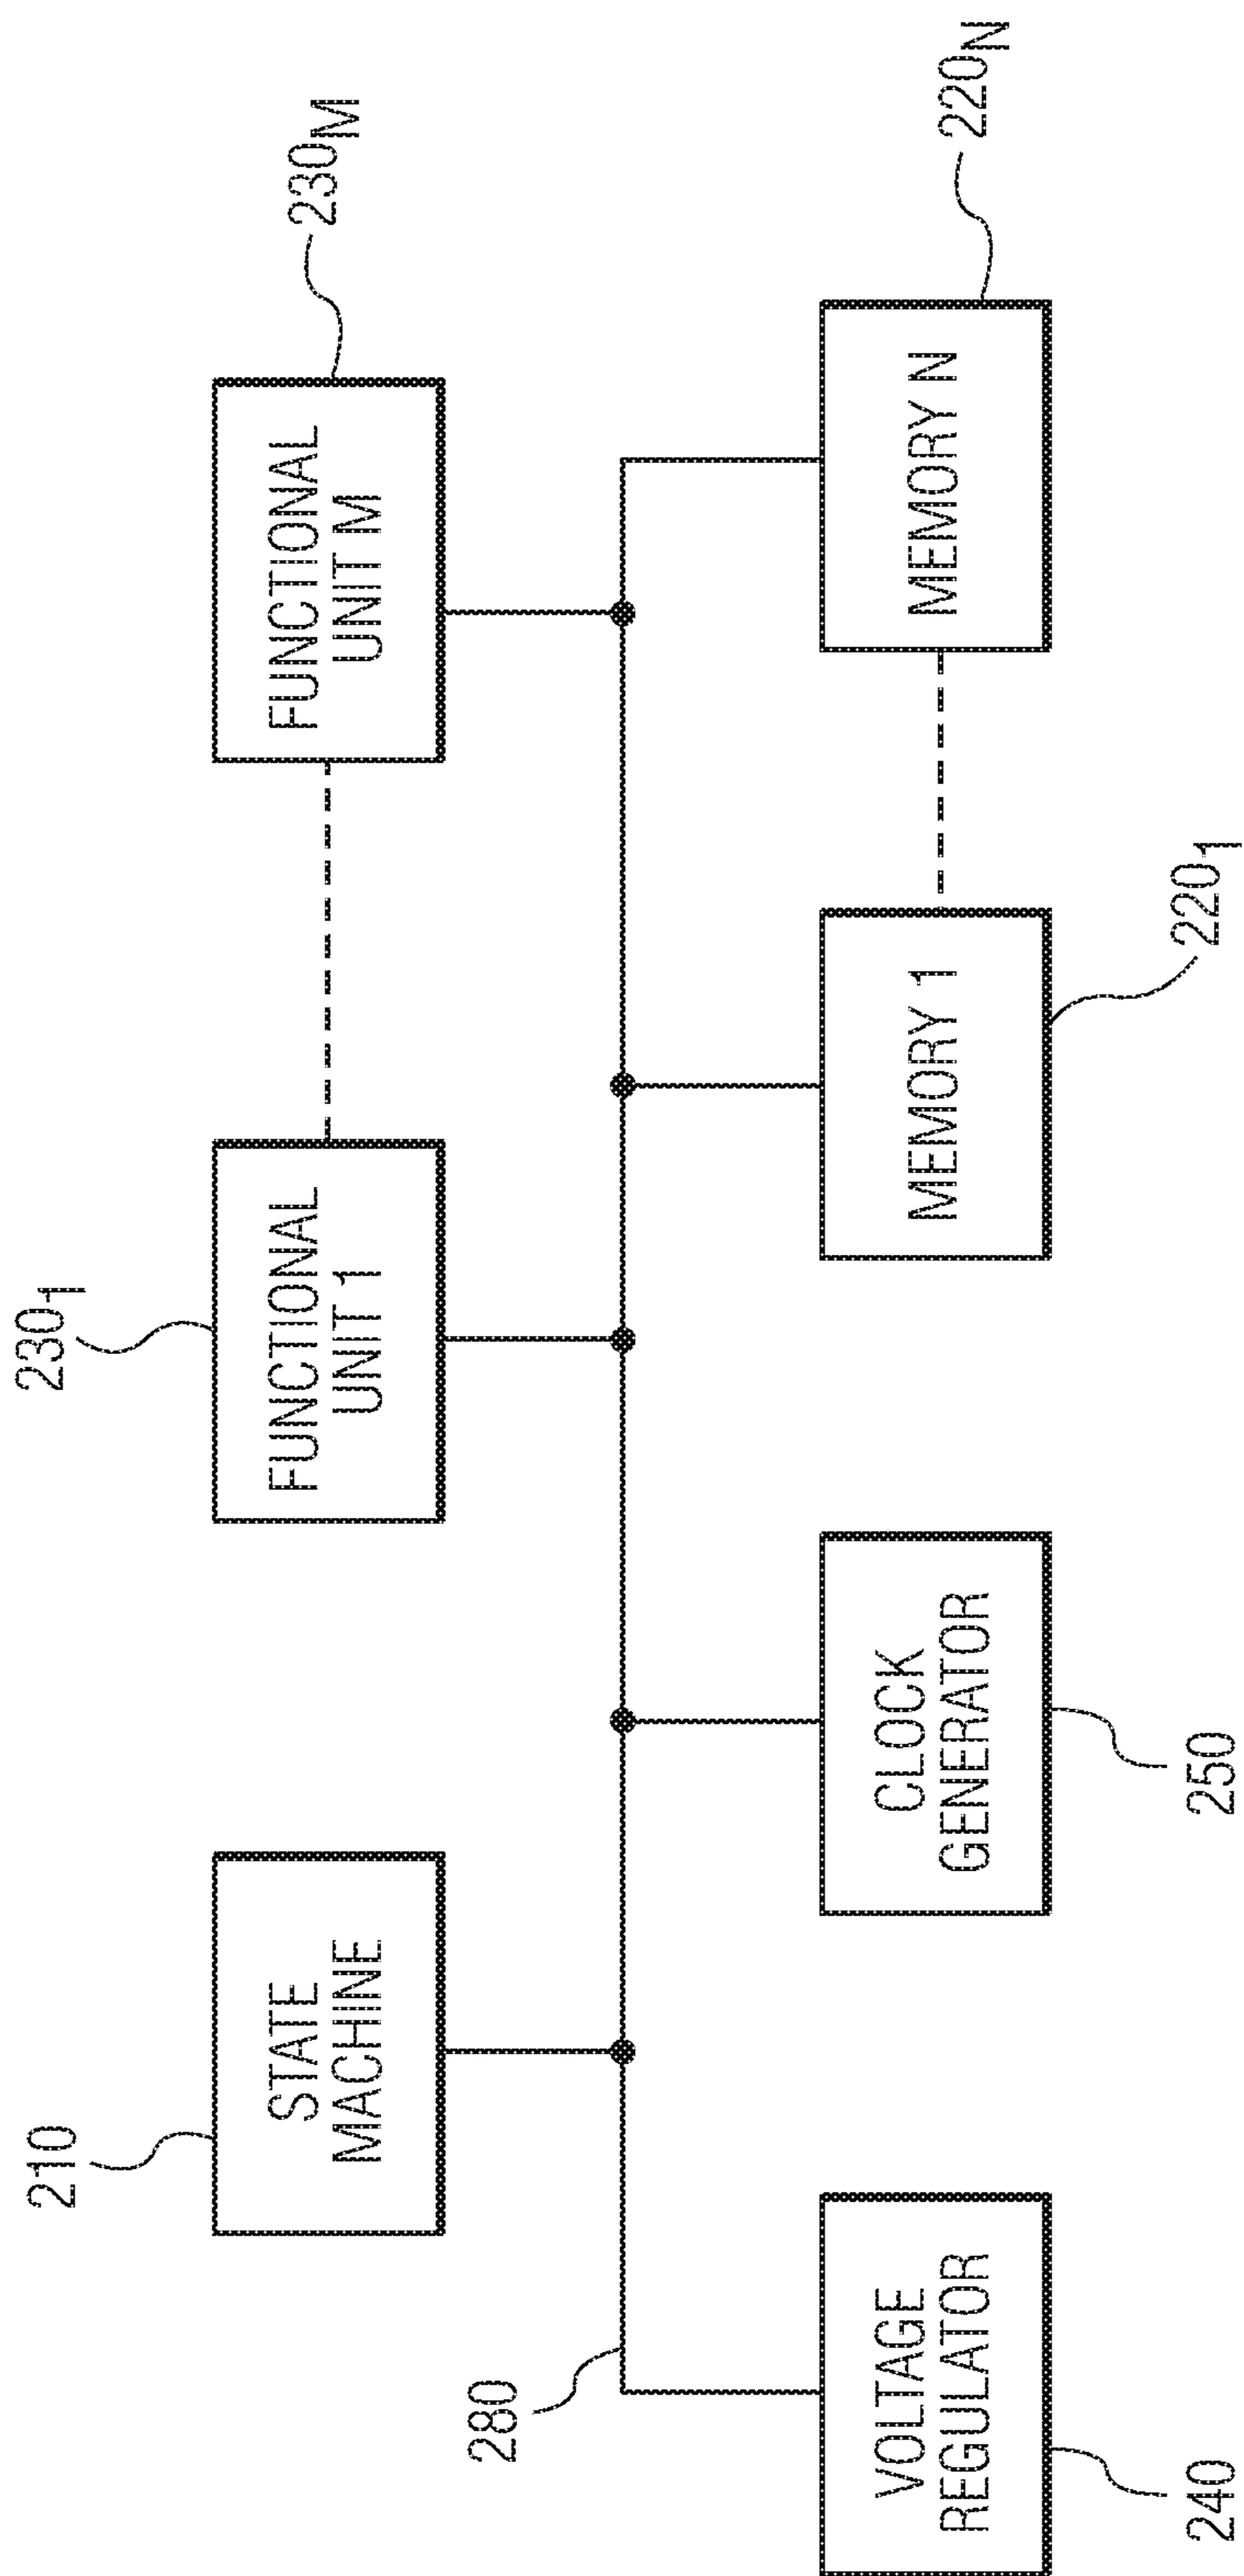 210
STATE
MACHINE
230₁
FUNCTIONAL
UNIT 1
230M
FUNCTIONAL
UNIT M
280
VOLTAGE
REGULATOR
240
CLOCK
GENERATOR
250
MEMORY 1
220₁
MEMORY N
220N